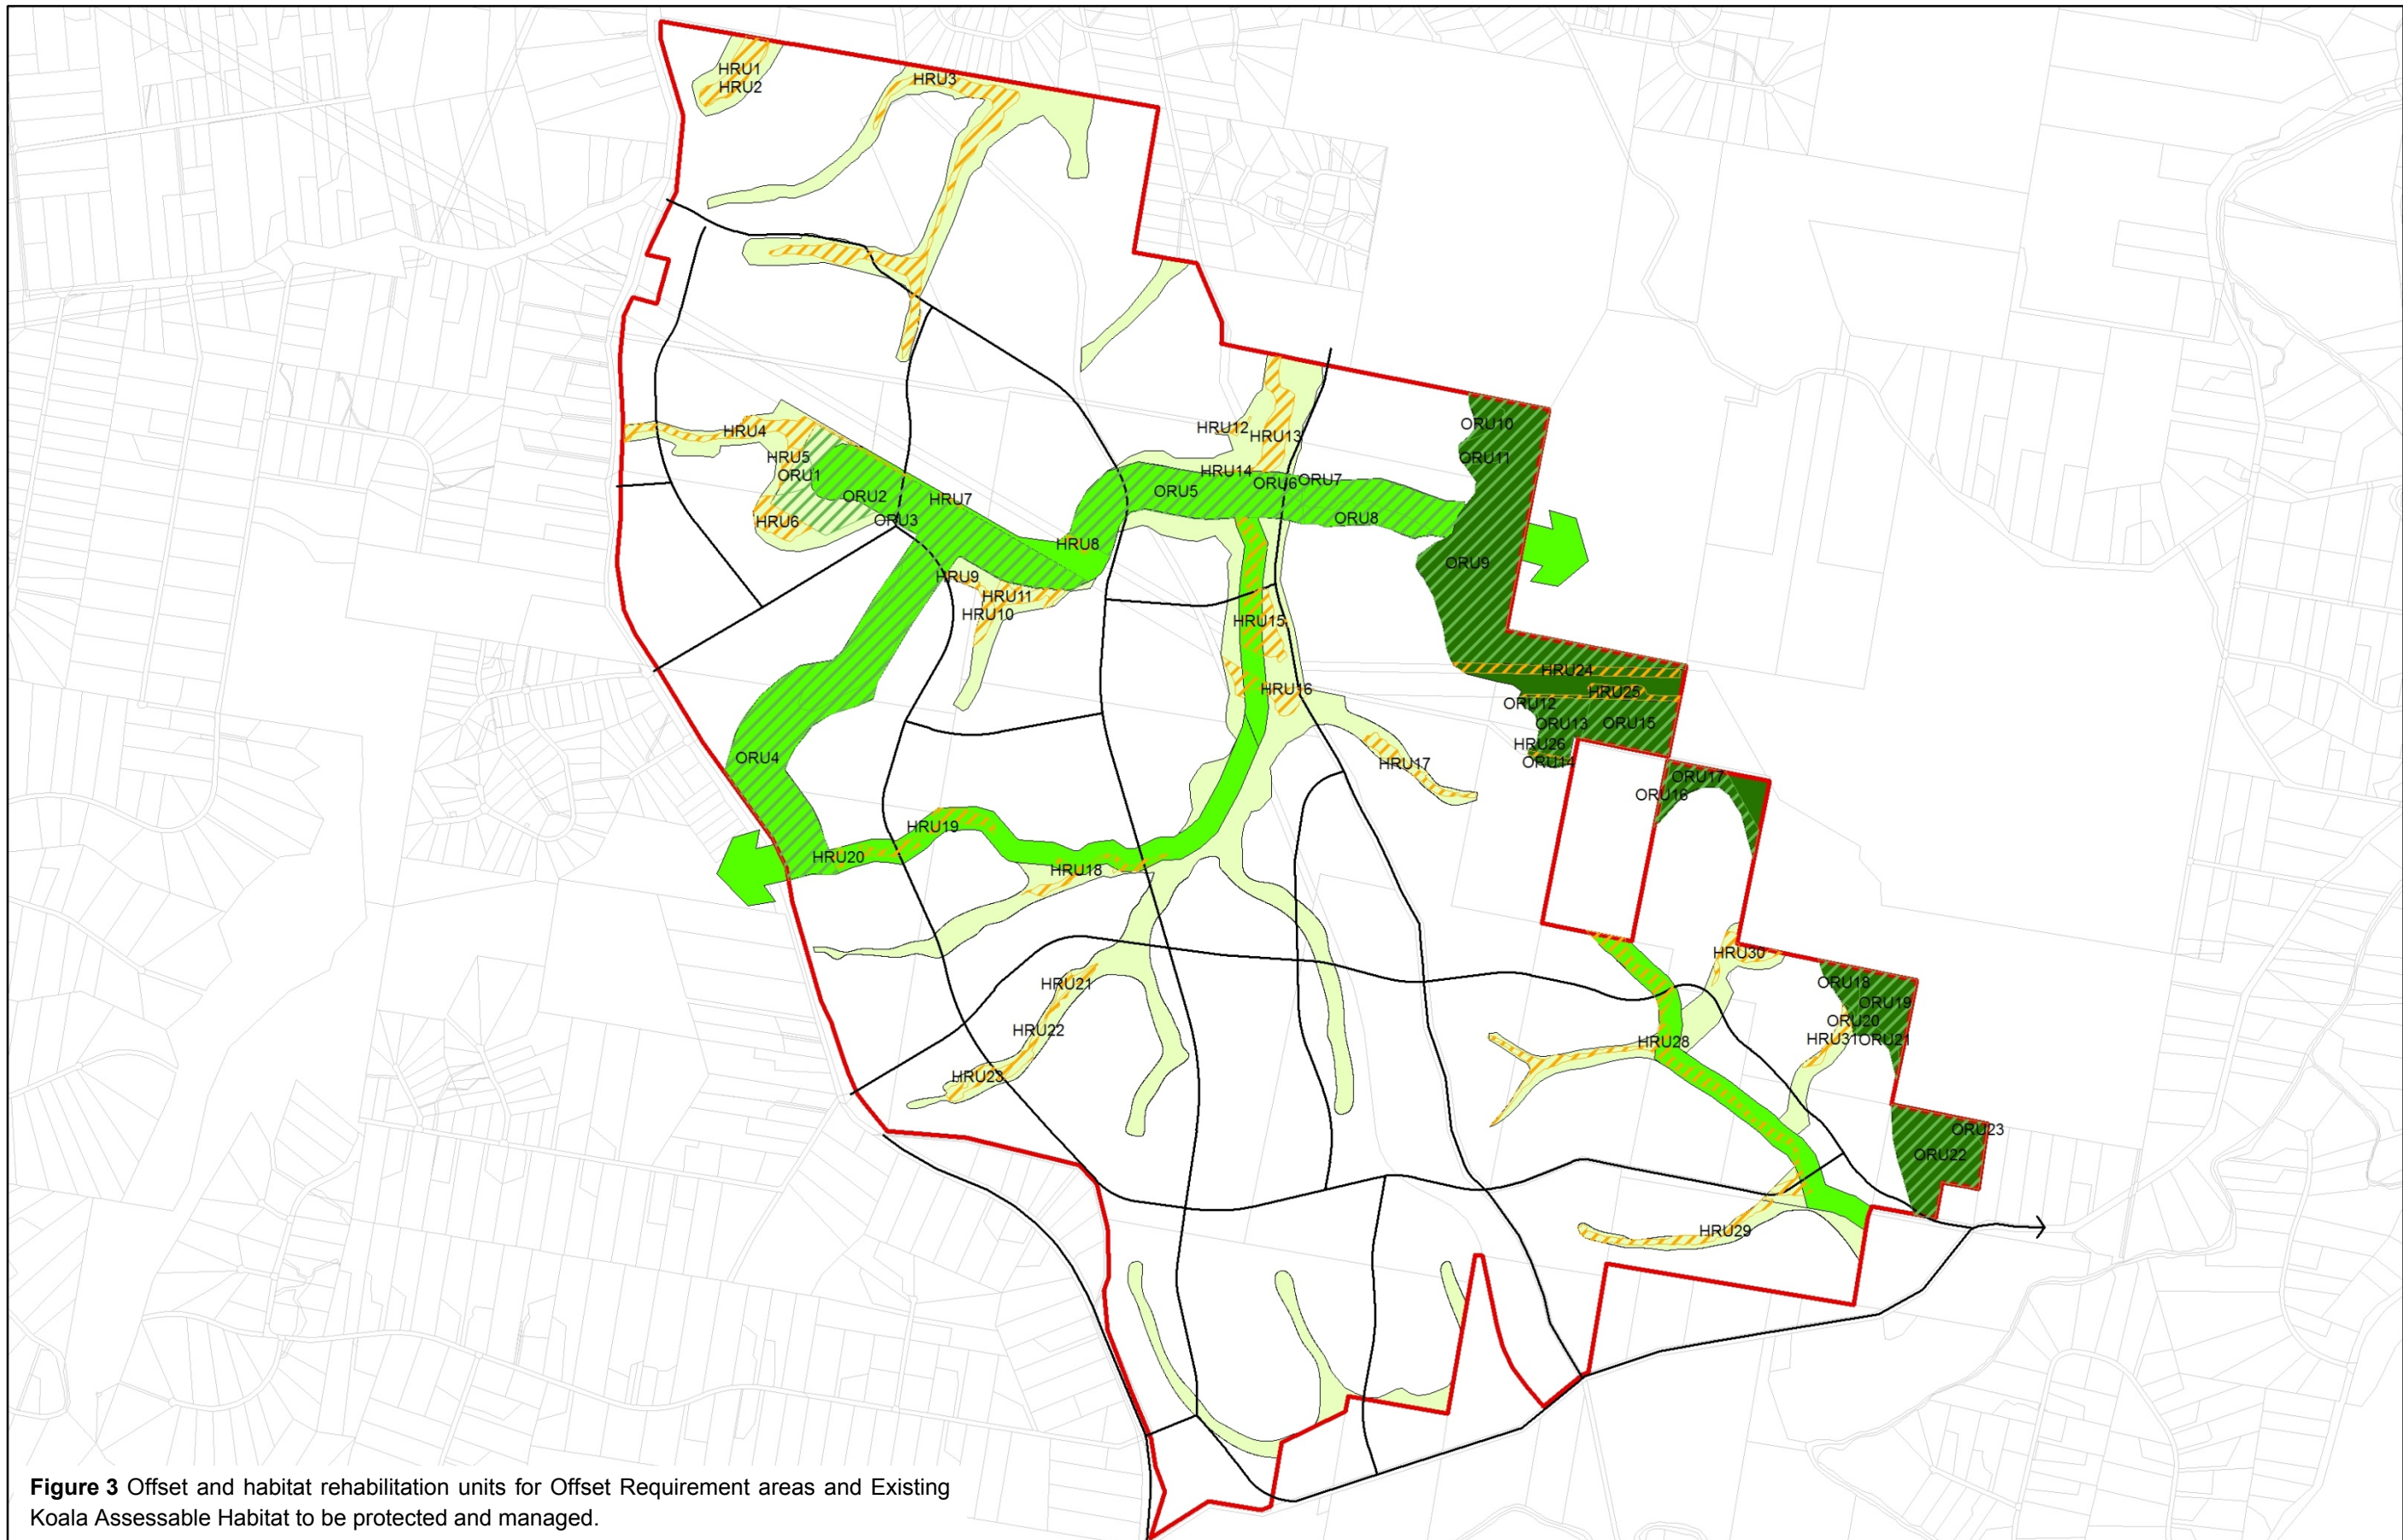 HRU1
HRU2
HRU3
HRU4
HRU5
ORU1
ORU2
HRU6
ORU3
HRU7
HRU8
HRU9
HRU11
HRU10
HRU12
HRU13
HRU14
ORU5
ORU6
ORU7
ORU8
ORU10
ORU11
ORU9
HRU15
HRU16
HRU17
HRU24
HRU25
ORU12
ORU13
ORU15
HRU26
ORU14
ORU17
ORU16
ORU4
HRU19
HRU20
HRU18
HRU21
HRU22
HRU23
HRU30
HRU28
ORU18
ORU19
ORU20
HRU31
ORU21
ORU23
ORU22
HRU29
Figure 3 Offset and habitat rehabilitation units for Offset Requirement areas and Existing
Koala Assessable Habitat to be protected and managed.